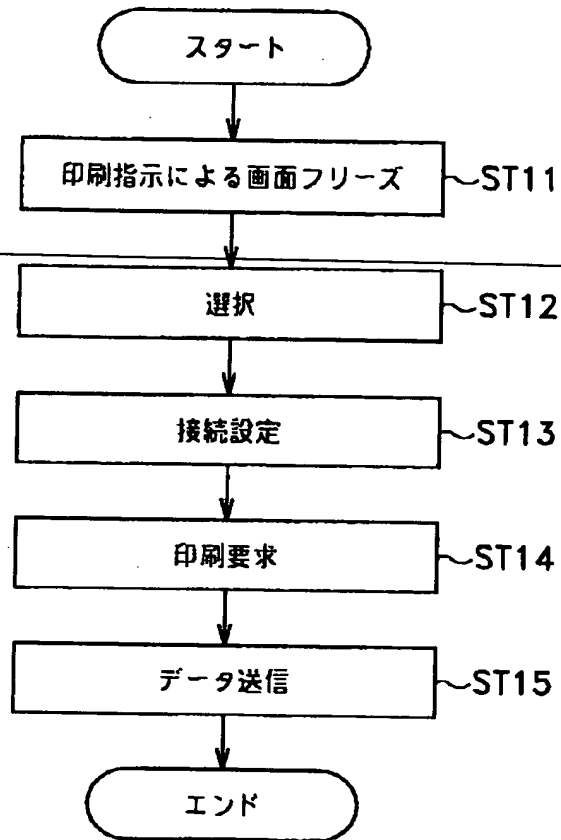 スタート
印刷指示による画面フリーズ ST11
選択 ST12
接続設定 ST13
印刷要求 ST14
データ送信 ST15
エンド